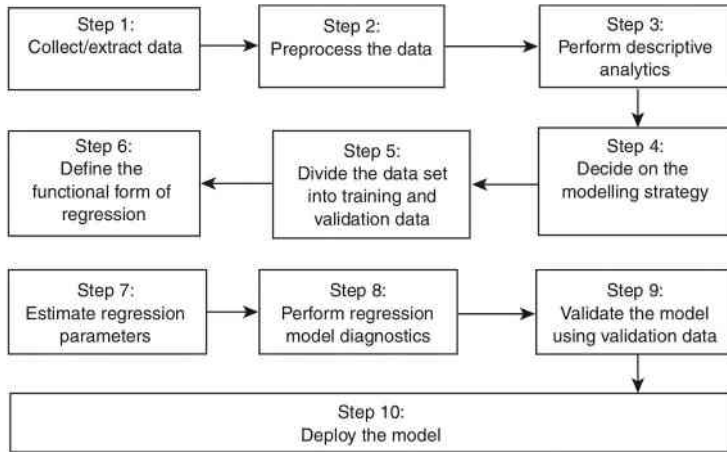 Step 1:
Collect/extract data
Step 2:
Preprocess the data
Step 3:
Perform descriptive
analytics
Step 4:
Decide on the
modelling strategy
Step 5:
Divide the data set
into training and
validation data
Step 6:
Define the
functional form of
regression
Step 7:
Estimate regression
parameters
Step 8:
Perform regression
model diagnostics
Step 9:
Validate the model
using validation data
Step 10:
Deploy the model